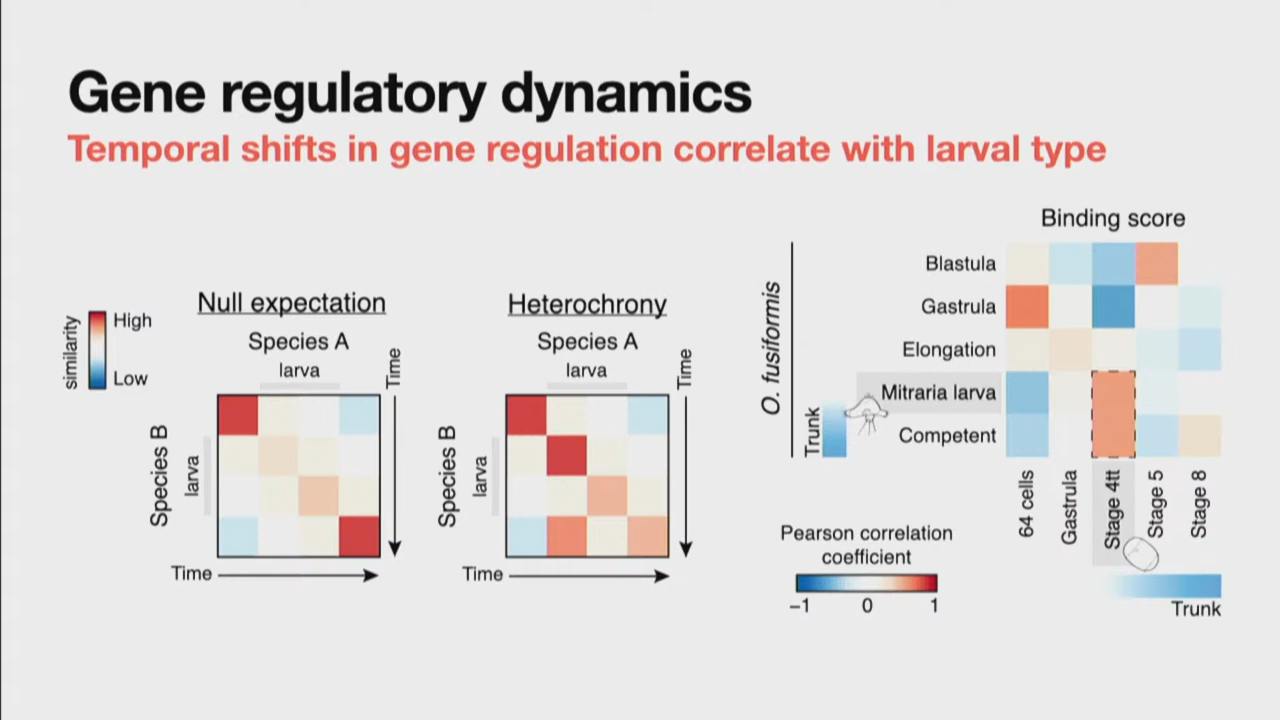 Gene regulatory dynamics
Temporal shifts in gene regulation correlate with larval type
similarity
High
Low
Null expectation
Species A
larva
Time
Species B
larva
Time
Heterochrony
Species A
larva
Time
Species B
larva
Time
Binding score
O. fusiformis
Blastula
Gastrula
Elongation
Mitraria larva
Competent
Trunk
64 cells
Gastrula
Stage 4tt
Stage 5
Stage 8
Trunk
Pearson correlation
coefficient
−1 0 1